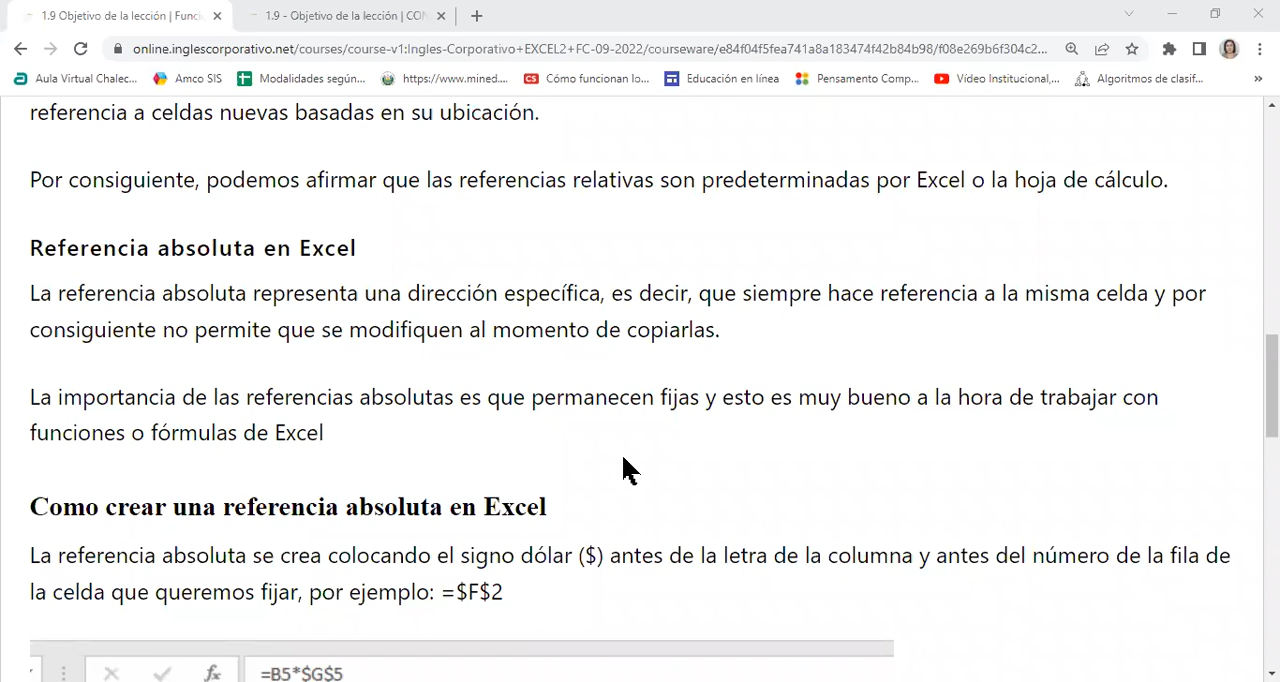 1.9 Objetivo de la lección | Funci
1.9 - Objetivo de la lección | CON
online.inglescorporativo.net/courses/course-v1:Ingles-Corporativo+EXCEL2+FC-09-2022/courseware/e84f04f5fea741a8a183474f42b84b98/f08e269b6f304c2...
Aula Virtual Chalec... Amco SIS Modalidades según... https://www.mined.... CS Cómo funcionan lo... Educación en línea Pensamento Comp... Vídeo Institucional,... Algoritmos de clasif... »
referencia a celdas nuevas basadas en su ubicación.
Por consiguiente, podemos afirmar que las referencias relativas son predeterminadas por Excel o la hoja de cálculo.
Referencia absoluta en Excel
La referencia absoluta representa una dirección específica, es decir, que siempre hace referencia a la misma celda y por
consiguiente no permite que se modifiquen al momento de copiarlas.
La importancia de las referencias absolutas es que permanecen fijas y esto es muy bueno a la hora de trabajar con
funciones o fórmulas de Excel
Como crear una referencia absoluta en Excel
La referencia absoluta se crea colocando el signo dólar ($) antes de la letra de la columna y antes del número de la fila de
la celda que queremos fijar, por ejemplo: =$F$2
fx =B5*$G$5